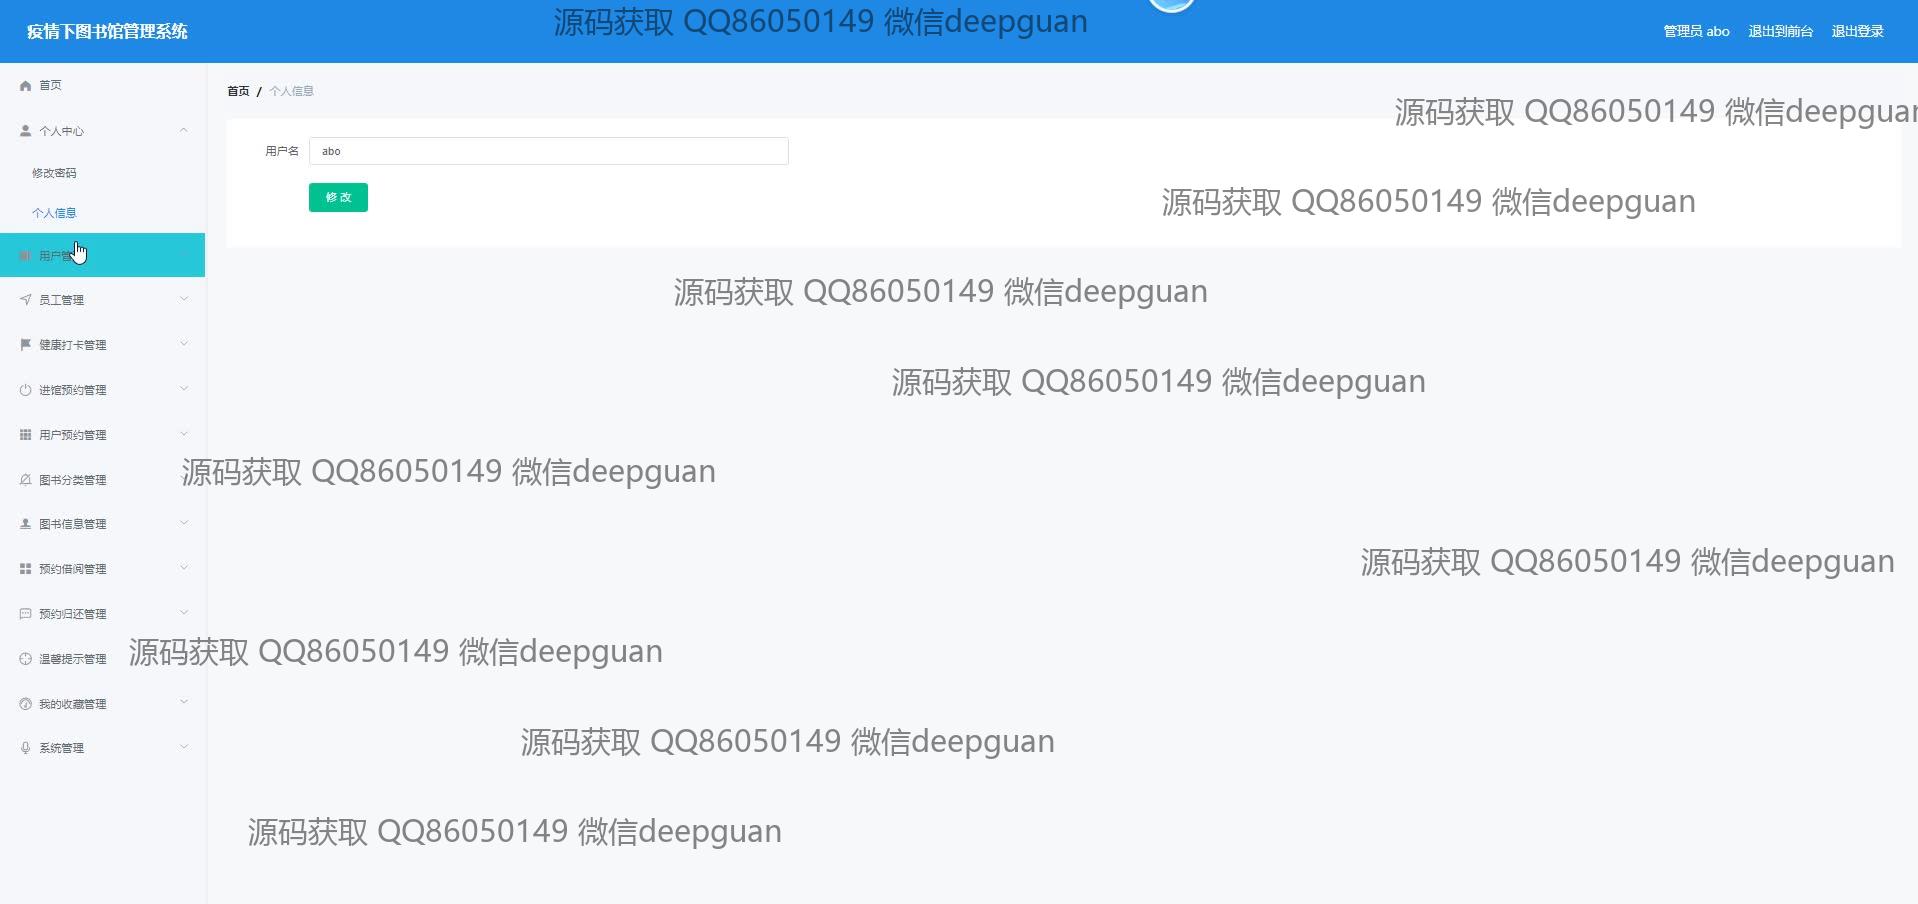 疫情下图书馆管理系统
源码获取 QQ86050149 微信deepguan
管理员 abo 退出到前台 退出登录
首页
首页 / 个人信息
源码获取 QQ86050149 微信deepguan
个人中心
用户名 abo
修改密码
修 改
源码获取 QQ86050149 微信deepguan
个人信息
用户管
源码获取 QQ86050149 微信deepguan
员工管理
健康打卡管理
源码获取 QQ86050149 微信deepguan
进馆预约管理
用户预约管理
图书分类管理
源码获取 QQ86050149 微信deepguan
图书信息管理
预约借阅管理
源码获取 QQ86050149 微信deepguan
预约归还管理
温馨提示管理
源码获取 QQ86050149 微信deepguan
我的收藏管理
系统管理
源码获取 QQ86050149 微信deepguan
源码获取 QQ86050149 微信deepguan